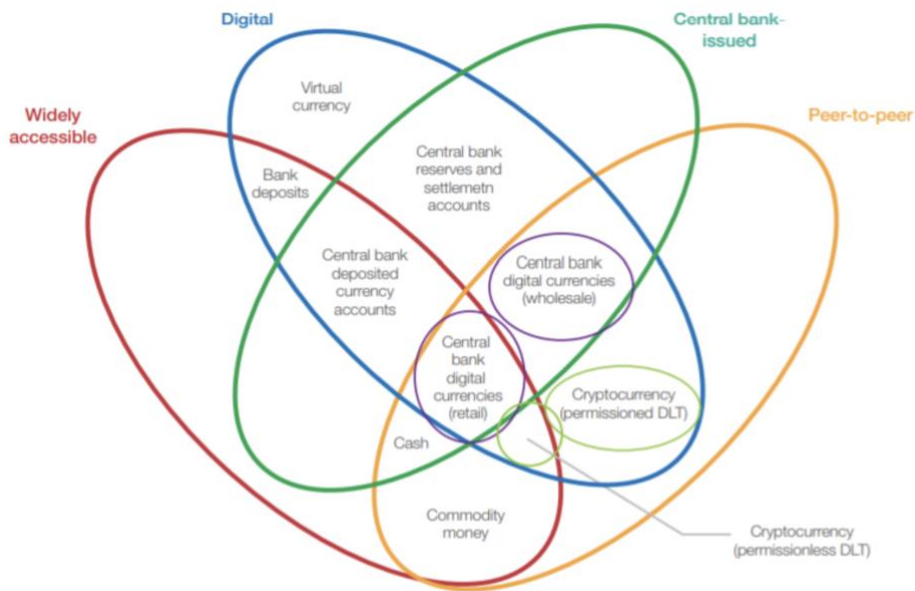 Digital
Central bank-
issued
Widely
accessible
Peer-to-peer
Virtual
currency
Bank
deposits
Central bank
reserves and
settlemetn
accounts
Central bank
deposited
currency
accounts
Central bank
digital currencies
(wholesale)
Central
bank
digital
currencies
(retail)
Cryptocurrency
(permissioned DLT)
Cash
Commodity
money
Cryptocurrency
(permissionless DLT)